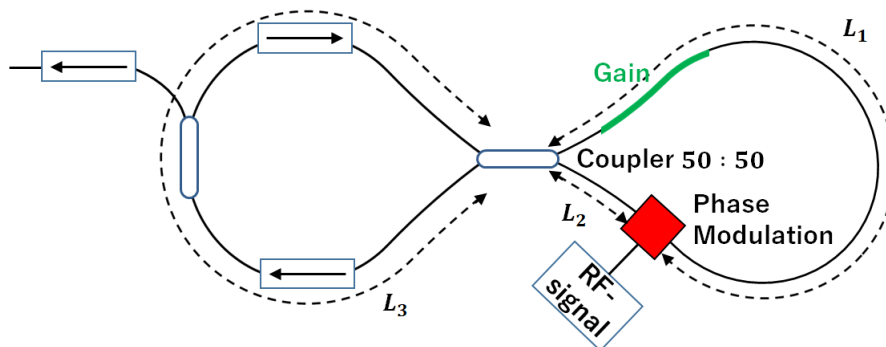 L₁
Gain
Coupler 50 : 50
L₂
Phase
Modulation
RF-
signal
L₃